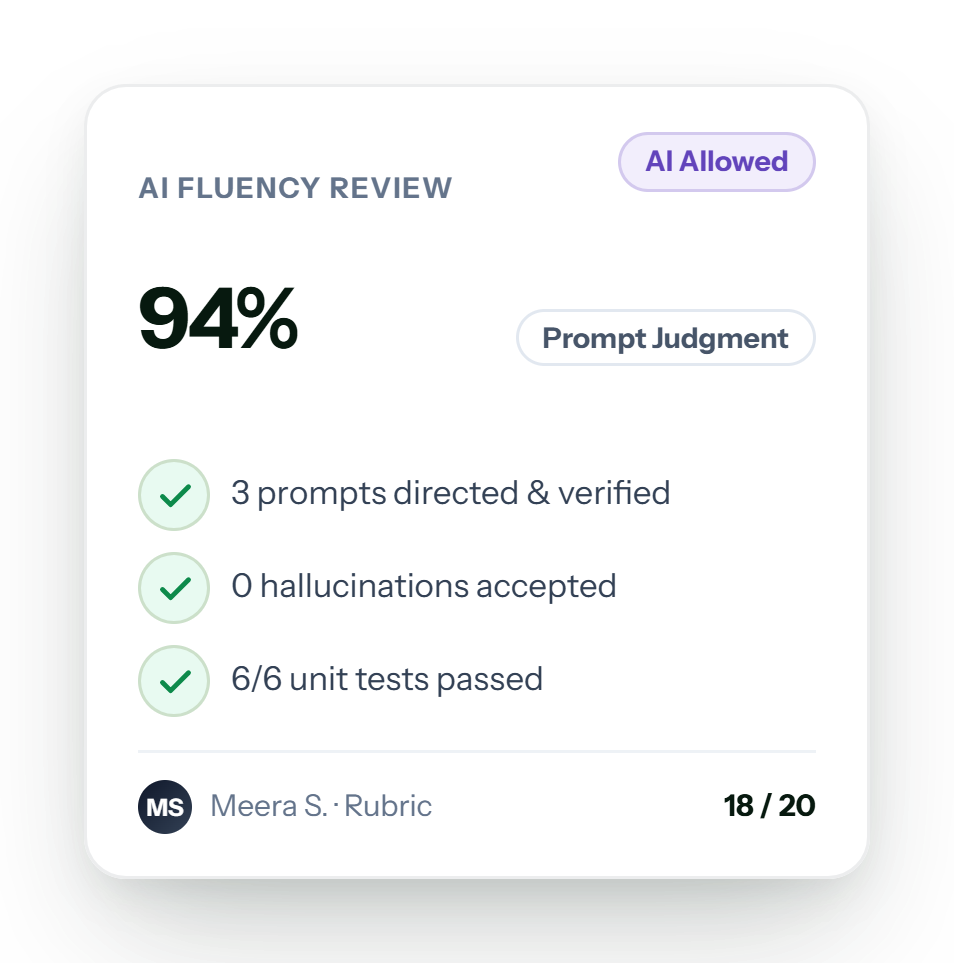 AI Allowed
AI FLUENCY REVIEW
94%
Prompt Judgment
3 prompts directed & verified
0 hallucinations accepted
6/6 unit tests passed
MS Meera S. · Rubric 18 / 20